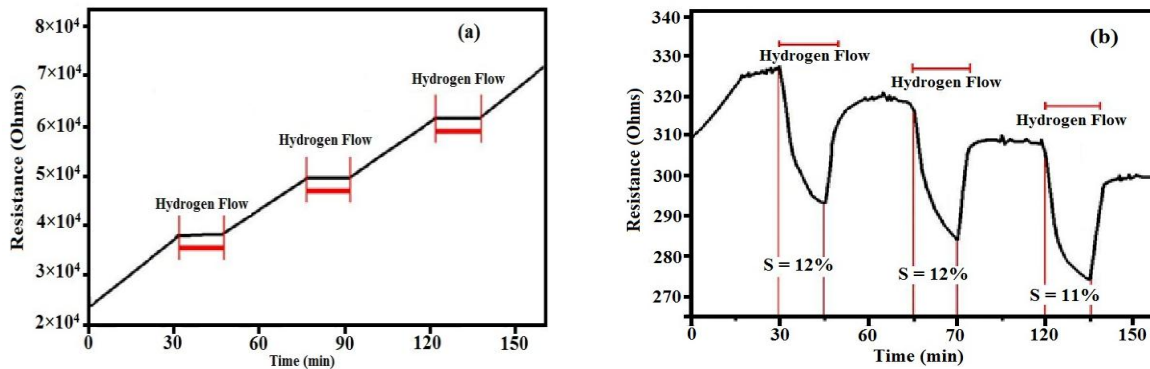 (a)
8×10⁴
7×10⁴
6×10⁴
5×10⁴
4×10⁴
3×10⁴
2×10⁴
Resistance (Ohms)
Hydrogen Flow
Hydrogen Flow
Hydrogen Flow
0
30
60
90
120
150
Time (min)
(b)
340
330
320
310
300
290
270
265
Resistance (Ohms)
Hydrogen Flow
Hydrogen Flow
Hydrogen Flow
S = 12%
S = 12%
S = 11%
0
30
60
70
120
150
Time (min)